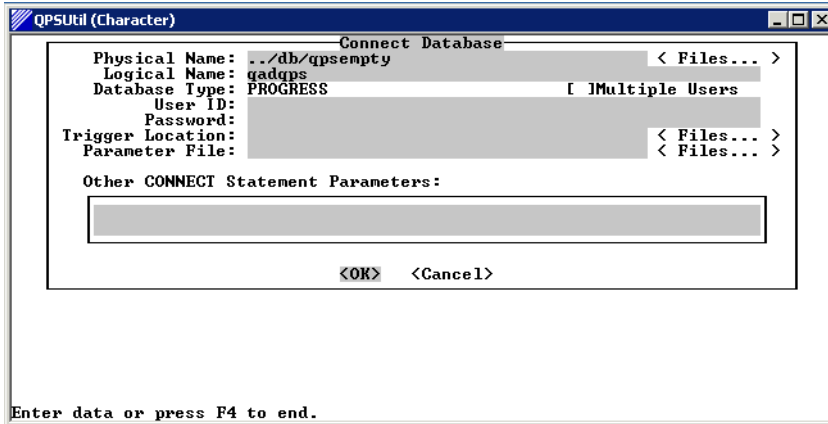 QPSUtil (Character)
Connect Database
Physical Name: ../db/qpsempty < Files... >
Logical Name: qadqps
Database Type: PROGRESS [ ]Multiple Users
User ID:
Password:
Trigger Location: < Files... >
Parameter File: < Files... >
Other CONNECT Statement Parameters:
<OK> <Cancel>
Enter data or press F4 to end.